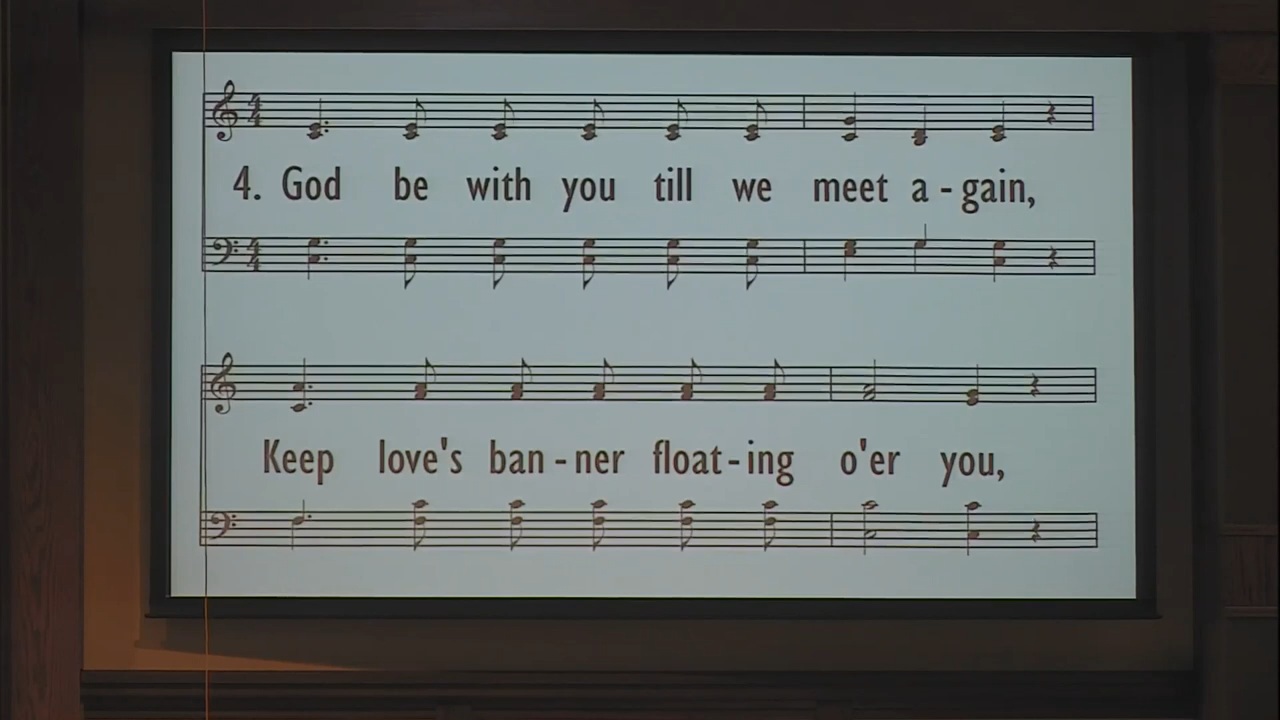 4. God be with you till we meet a - gain,
Keep love's ban - ner float - ing o'er you,